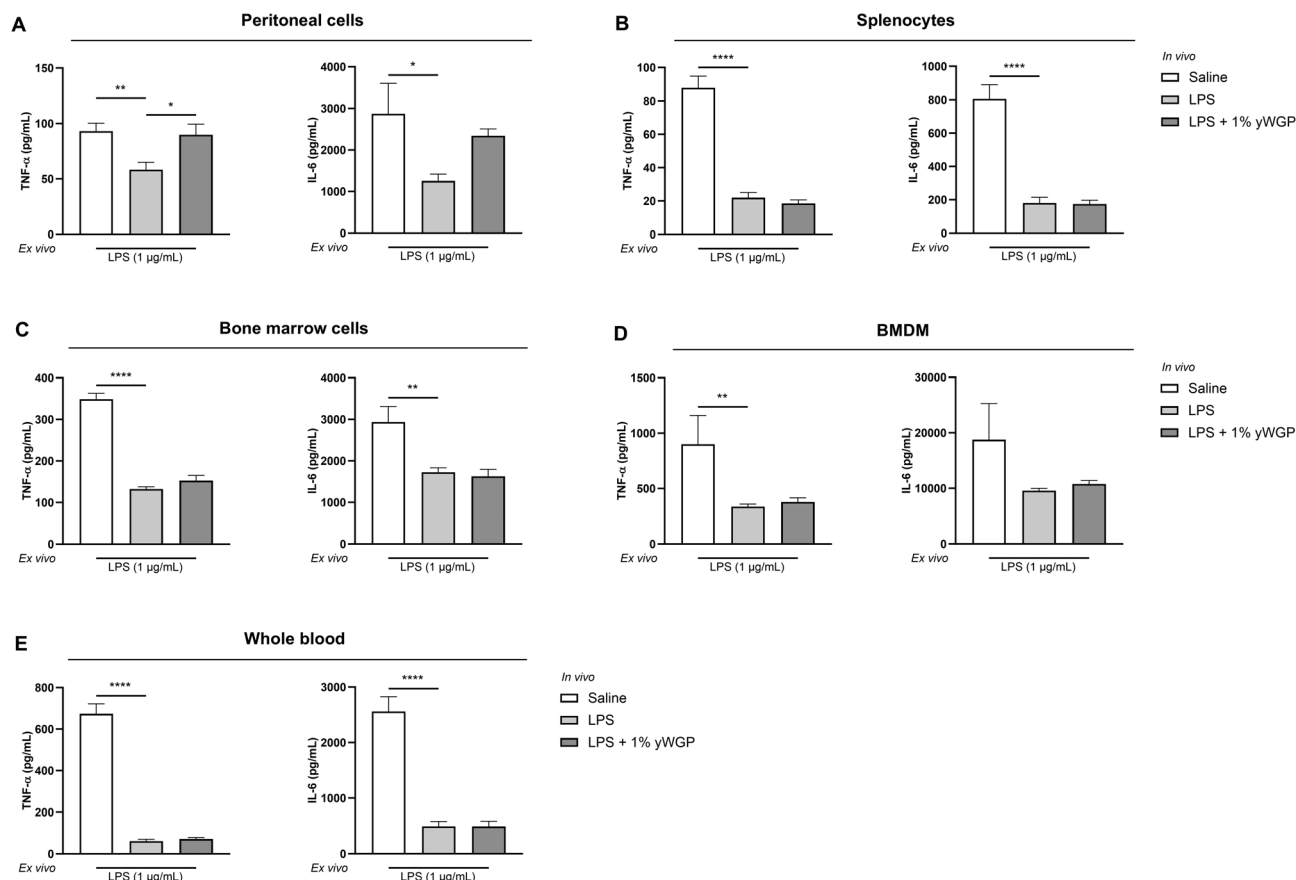 A
Peritoneal cells
TNF-α (pg/mL)
150
100
50
0
**
*
Ex vivo
LPS (1 µg/mL)
IL-6 (pg/mL)
4000
3000
2000
1000
0
*
Ex vivo
LPS (1 µg/mL)
B
Splenocytes
TNF-α (pg/mL)
100
80
60
40
20
0
****
Ex vivo
LPS (1 µg/mL)
IL-6 (pg/mL)
1000
800
600
400
200
0
****
Ex vivo
LPS (1 µg/mL)
In vivo
Saline
LPS
LPS + 1% yWGP
C
Bone marrow cells
TNF-α (pg/mL)
400
300
200
100
0
****
Ex vivo
LPS (1 µg/mL)
IL-6 (pg/mL)
4000
3000
2000
1000
0
**
Ex vivo
LPS (1 µg/mL)
D
BMDM
TNF-α (pg/mL)
1500
1000
500
0
**
Ex vivo
LPS (1 µg/mL)
IL-6 (pg/mL)
30000
20000
10000
0
Ex vivo
LPS (1 µg/mL)
In vivo
Saline
LPS
LPS + 1% yWGP
E
Whole blood
TNF-α (pg/mL)
800
600
400
200
0
****
Ex vivo
LPS (1 µg/mL)
IL-6 (pg/mL)
3000
2000
1000
0
****
Ex vivo
LPS (1 µg/mL)
In vivo
Saline
LPS
LPS + 1% yWGP